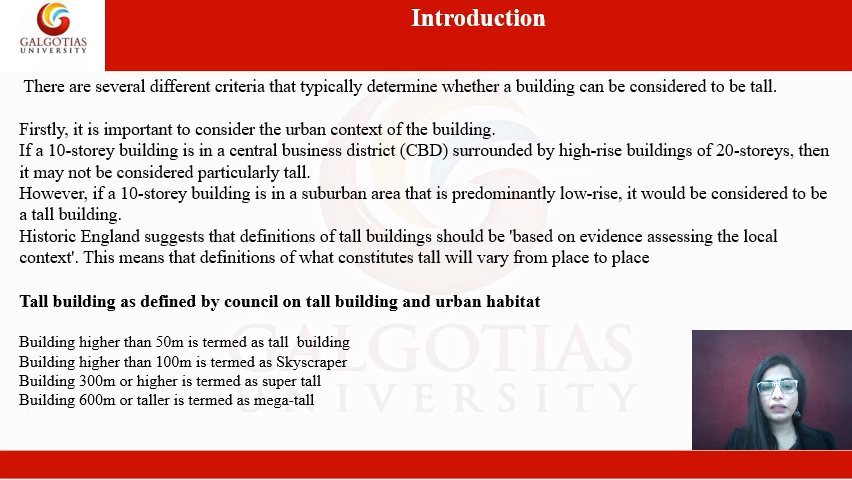 Introduction
GALGOTIAS
UNIVERSITY
There are several different criteria that typically determine whether a building can be considered to be tall.
Firstly, it is important to consider the urban context of the building.
If a 10-storey building is in a central business district (CBD) surrounded by high-rise buildings of 20-storeys, then
it may not be considered particularly tall.
However, if a 10-storey building is in a suburban area that is predominantly low-rise, it would be considered to be
a tall building.
Historic England suggests that definitions of tall buildings should be 'based on evidence assessing the local
context'. This means that definitions of what constitutes tall will vary from place to place
Tall building as defined by council on tall building and urban habitat
Building higher than 50m is termed as tall building
Building higher than 100m is termed as Skyscraper
Building 300m or higher is termed as super tall
Building 600m or taller is termed as mega-tall
GALGOTIAS
UNIVERSITY